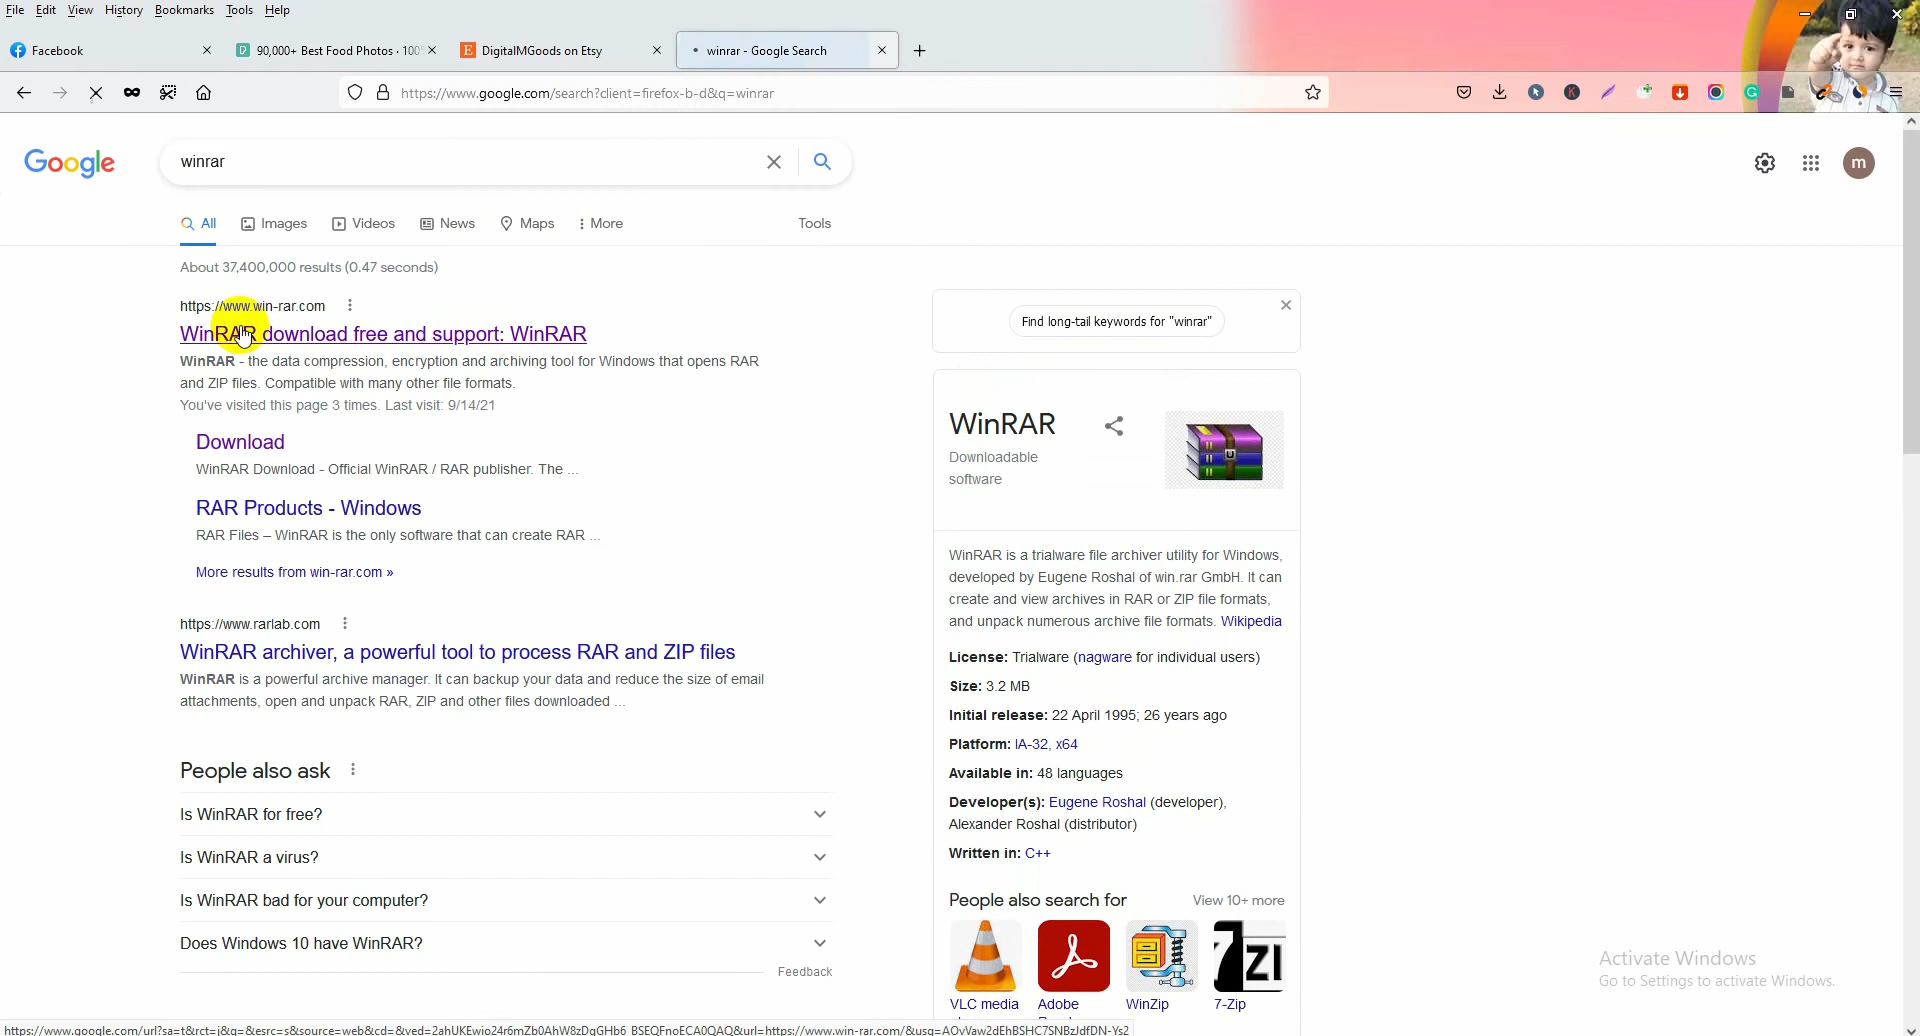 File Edit View History Bookmarks Tools Help
Facebook
90,000+ Best Food Photos · 100%
DigitalMGoods on Etsy
winrar - Google Search
https://www.google.com/search?client=firefox-b-d&q=winrar
Google
winrar
m
All Images Videos News Maps More Tools
About 37,400,000 results (0.47 seconds)
https://www.win-rar.com
WinRAR download free and support: WinRAR
WinRAR - the data compression, encryption and archiving tool for Windows that opens RAR
and ZIP files. Compatible with many other file formats.
You've visited this page 3 times. Last visit: 9/14/21
Download
WinRAR Download - Official WinRAR / RAR publisher. The ...
RAR Products - Windows
RAR Files – WinRAR is the only software that can create RAR ...
More results from win-rar.com »
https://www.rarlab.com
WinRAR archiver, a powerful tool to process RAR and ZIP files
WinRAR is a powerful archive manager. It can backup your data and reduce the size of email
attachments, open and unpack RAR, ZIP and other files downloaded ...
People also ask
Is WinRAR for free?
Is WinRAR a virus?
Is WinRAR bad for your computer?
Does Windows 10 have WinRAR?
Feedback
Find long-tail keywords for "winrar"
WinRAR
Downloadable
software
WinRAR is a trialware file archiver utility for Windows,
developed by Eugene Roshal of win.rar GmbH. It can
create and view archives in RAR or ZIP file formats,
and unpack numerous archive file formats. Wikipedia
License: Trialware (nagware for individual users)
Size: 3.2 MB
Initial release: 22 April 1995; 26 years ago
Platform: IA-32, x64
Available in: 48 languages
Developer(s): Eugene Roshal (developer),
Alexander Roshal (distributor)
Written in: C++
People also search for View 10+ more
7ZI
VLC media Adobe WinZip 7-Zip
Activate Windows
Go to Settings to activate Windows.